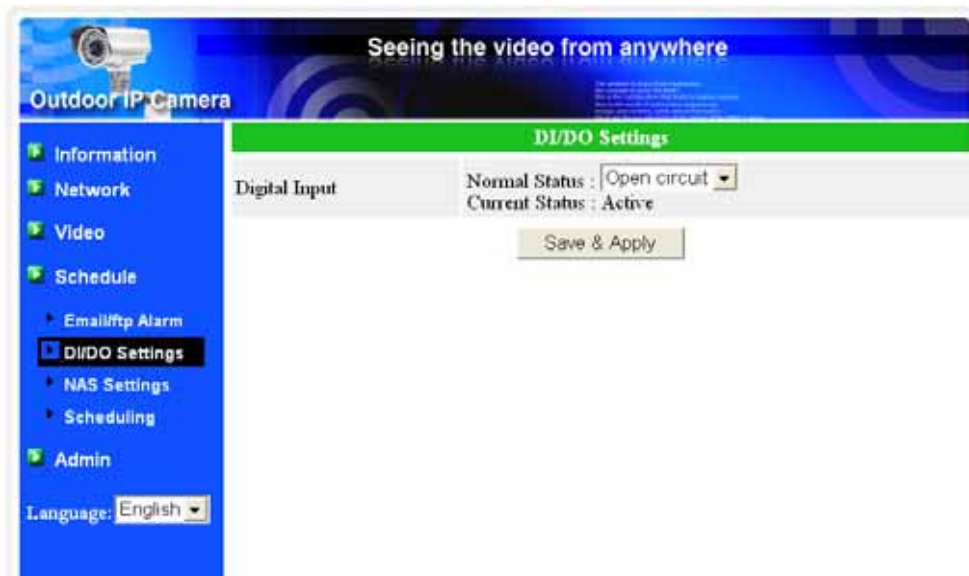 Seeing the video from anywhere
Outdoor IP Camera
Information
Network
Video
Schedule
Email/ftp Alarm
DI/DO Settings
NAS Settings
Scheduling
Admin
Language: English
DI/DO Settings
Digital Input
Normal Status : Open circuit
Current Status : Active
Save & Apply